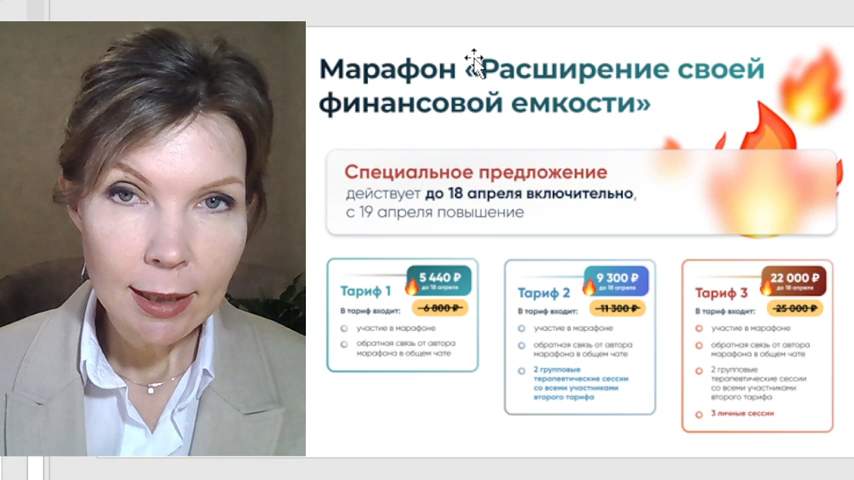 Марафон «Расширение своей
финансовой емкости»
Специальное предложение
действует до 18 апреля включительно,
с 19 апреля повышение
5 440 ₽
до 18 апреля
Тариф 1
6 800 ₽
В тариф входит:
участие в марафоне
обратная связь от автора
марафона в общем чате
9 300 ₽
до 18 апреля
Тариф 2
11 300 ₽
В тариф входит:
участие в марафоне
обратная связь от автора
марафона в общем чате
2 групповые
терапевтические сессии
со всеми участниками
второго тарифа
22 000 ₽
до 18 апреля
Тариф 3
25 000 ₽
В тариф входит:
участие в марафоне
обратная связь от автора
марафона в общем чате
2 групповые
терапевтические сессии
со всеми участниками
второго тарифа
3 личные сессии